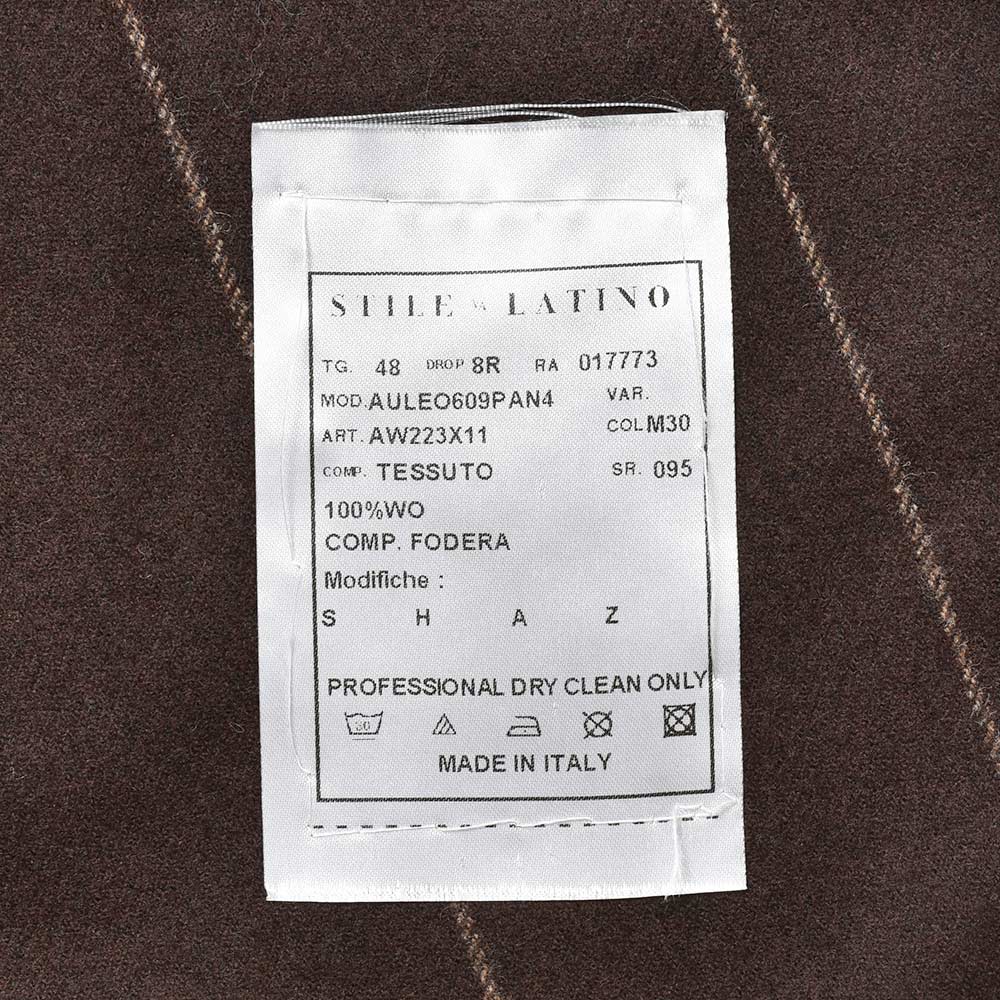 STILE LATINO
TG. 48 DROP 8R RA 017773
MOD. AULEO609PAN4 VAR.
ART. AW223X11 COL M30
COMP. TESSUTO SR. 095
100%WO
COMP. FODERA
Modifiche :
S H A Z
PROFESSIONAL DRY CLEAN ONLY
30
MADE IN ITALY